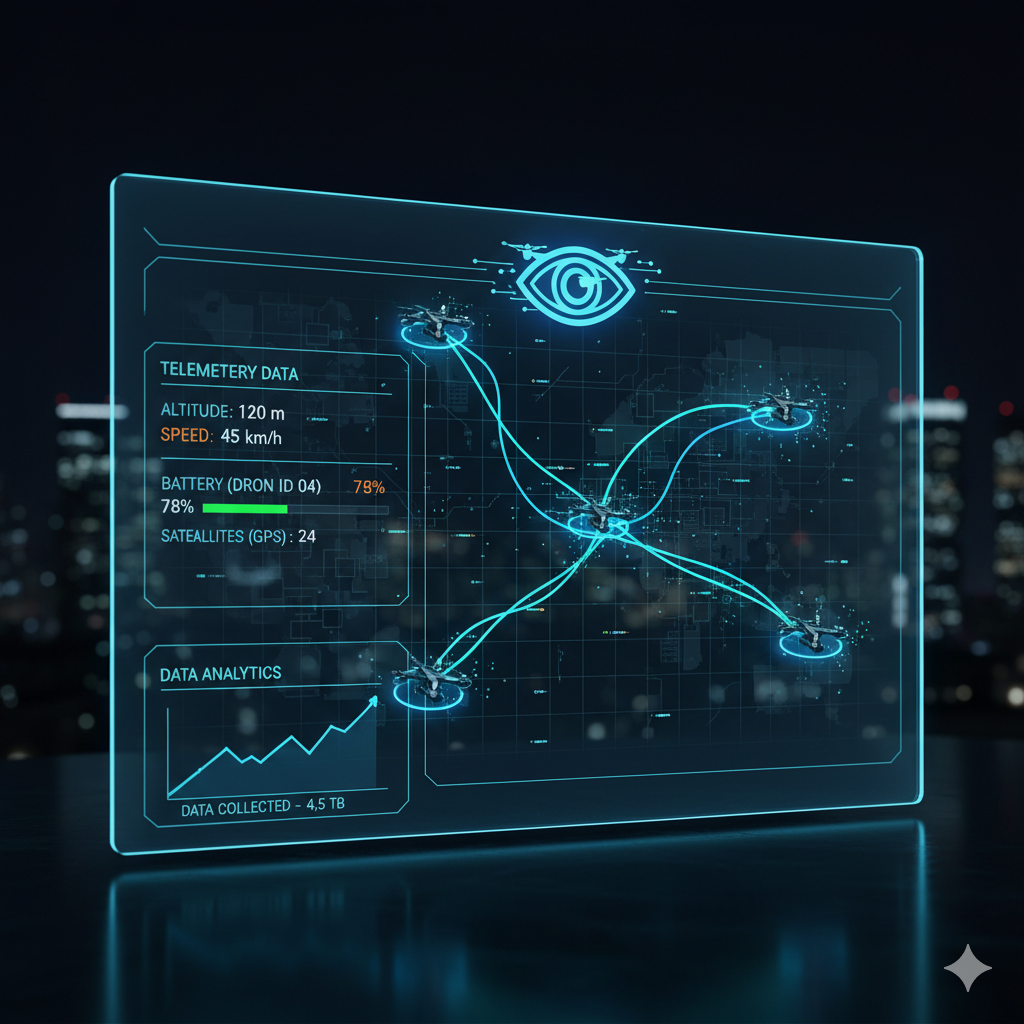 TELEMETERY DATA
ALTITUDE: 120 m
SPEED: 45 km/h
BATTERY (DRON ID 04) 79%
78%
SATEALLITES (GPS): 24
DATA ANALYTICS
DATA COLLECTED - 4,5 TB